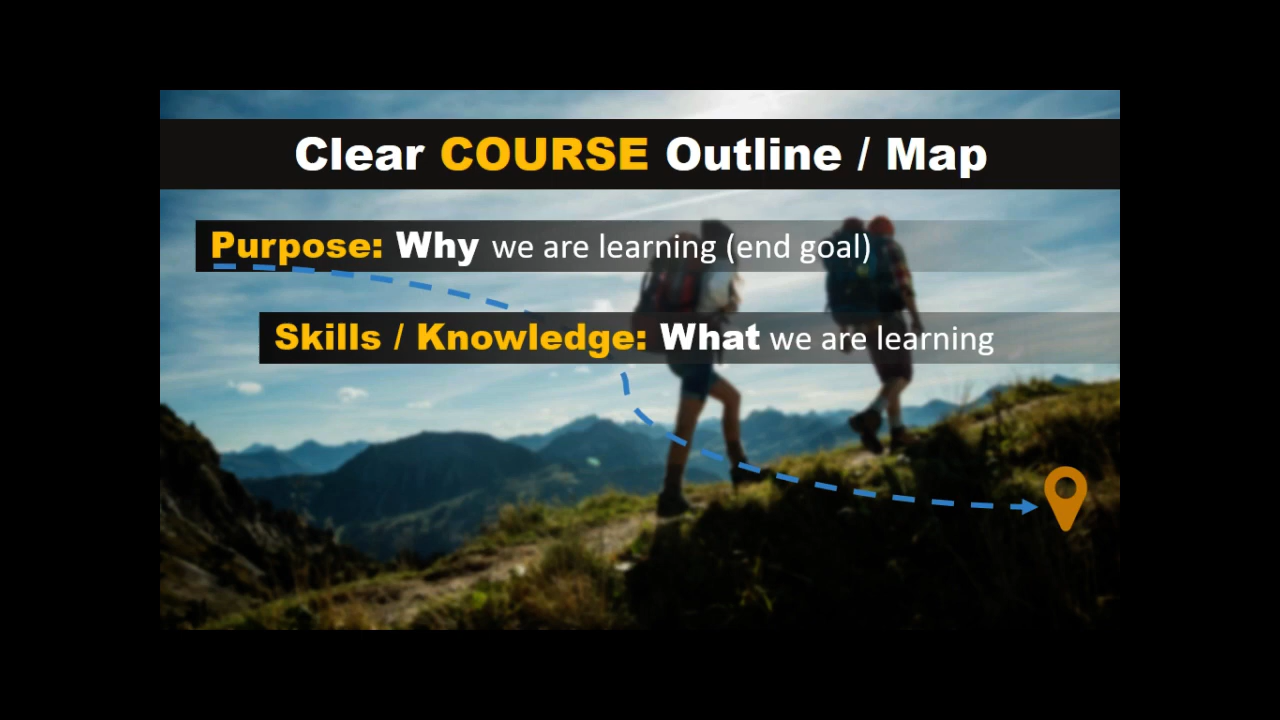 Clear COURSE Outline / Map
Purpose: Why we are learning (end goal)
Skills / Knowledge: What we are learning